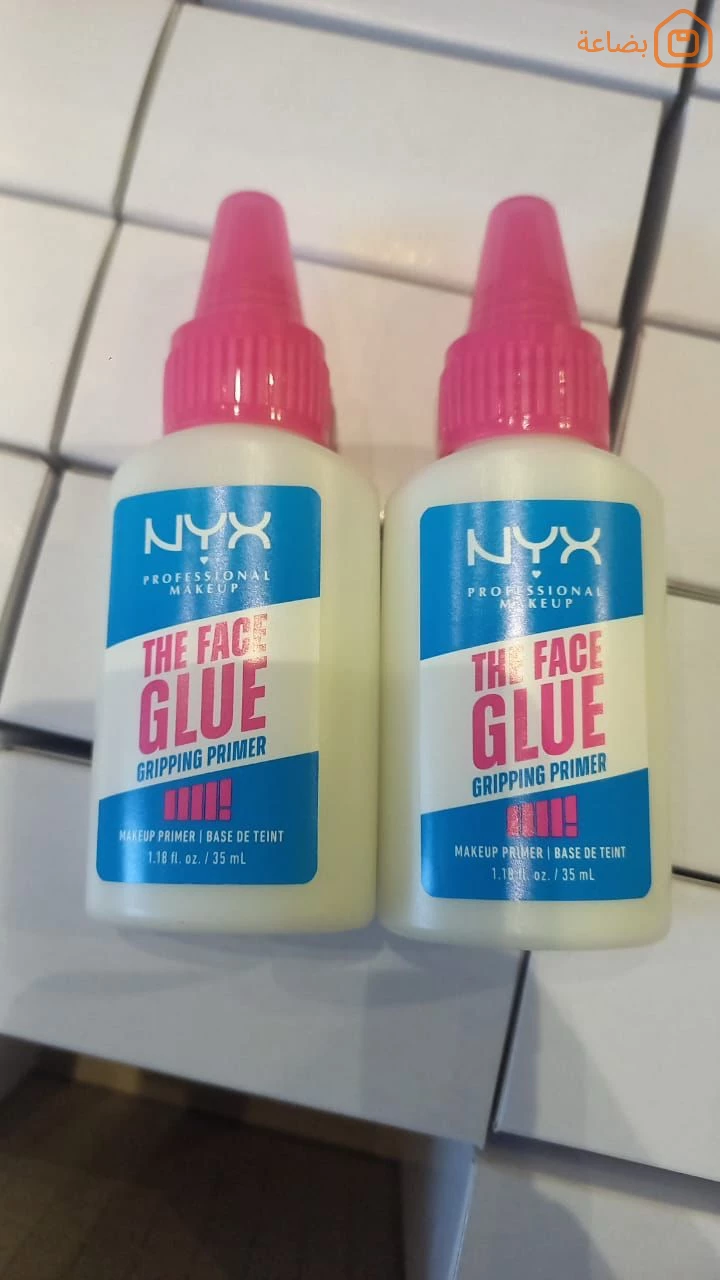 بضاعة
NYX
PROFESSIONAL
MAKEUP
THE FACE
GLUE
GRIPPING PRIMER
MAKEUP PRIMER | BASE DE TEINT
1.18 fl. oz. / 35 mL
NYX
PROFESSIONAL
MAKEUP
THE FACE
GLUE
GRIPPING PRIMER
MAKEUP PRIMER | BASE DE TEINT
1.18 fl. oz. / 35 mL